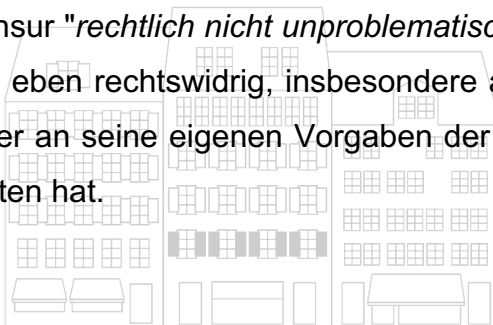 nsur "rechtlich nicht unproblematisc
eben rechtswidrig, insbesondere a
er an seine eigenen Vorgaben der
ten hat.